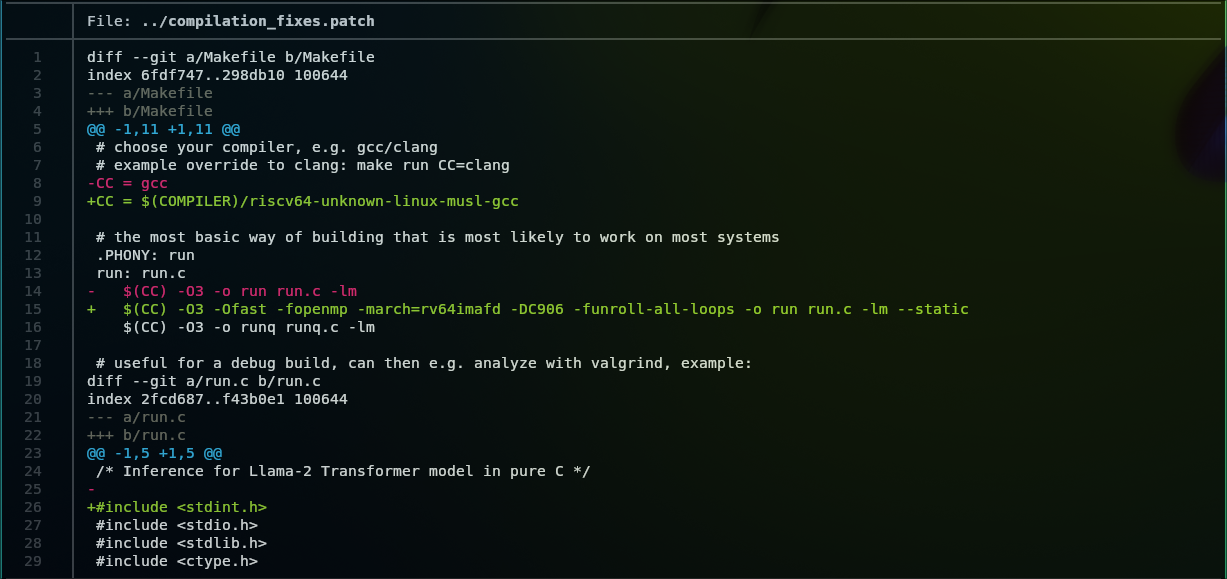 File: ../compilation_fixes.patch
1 diff --git a/Makefile b/Makefile
2 index 6fdf747..298db10 100644
3 --- a/Makefile
4 +++ b/Makefile
5 @@ -1,11 +1,11 @@
6  # choose your compiler, e.g. gcc/clang
7  # example override to clang: make run CC=clang
8 -CC = gcc
9 +CC = $(COMPILER)/riscv64-unknown-linux-musl-gcc
10
11  # the most basic way of building that is most likely to work on most systems
12  .PHONY: run
13  run: run.c
14 -   $(CC) -O3 -o run run.c -lm
15 +   $(CC) -O3 -Ofast -fopenmp -march=rv64imafd -DC906 -funroll-all-loops -o run run.c -lm --static
16     $(CC) -O3 -o runq runq.c -lm
17
18  # useful for a debug build, can then e.g. analyze with valgrind, example:
19 diff --git a/run.c b/run.c
20 index 2fcd687..f43b0e1 100644
21 --- a/run.c
22 +++ b/run.c
23 @@ -1,5 +1,5 @@
24  /* Inference for Llama-2 Transformer model in pure C */
25 -
26 +#include <stdint.h>
27  #include <stdio.h>
28  #include <stdlib.h>
29  #include <ctype.h>